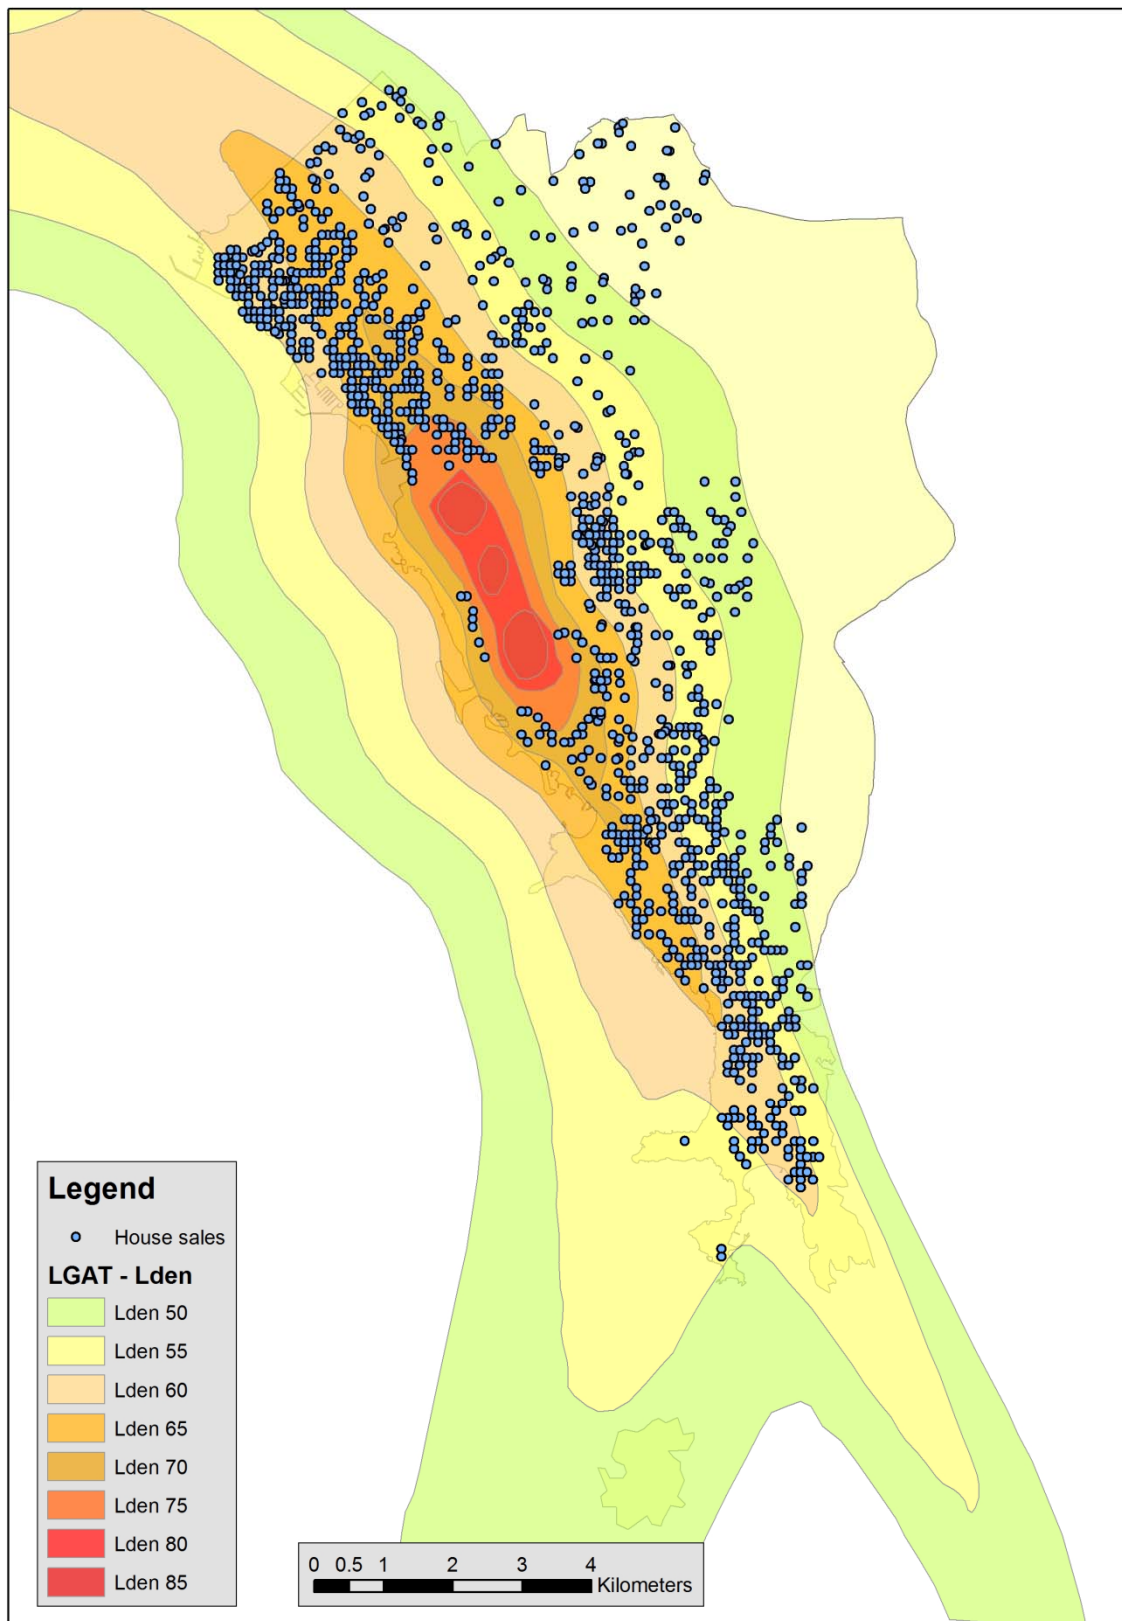 Legend
House sales
LGAT - Lden
Lden 50
Lden 55
Lden 60
Lden 65
Lden 70
Lden 75
Lden 80
Lden 85
0 0.5 1 2 3 4
Kilometers